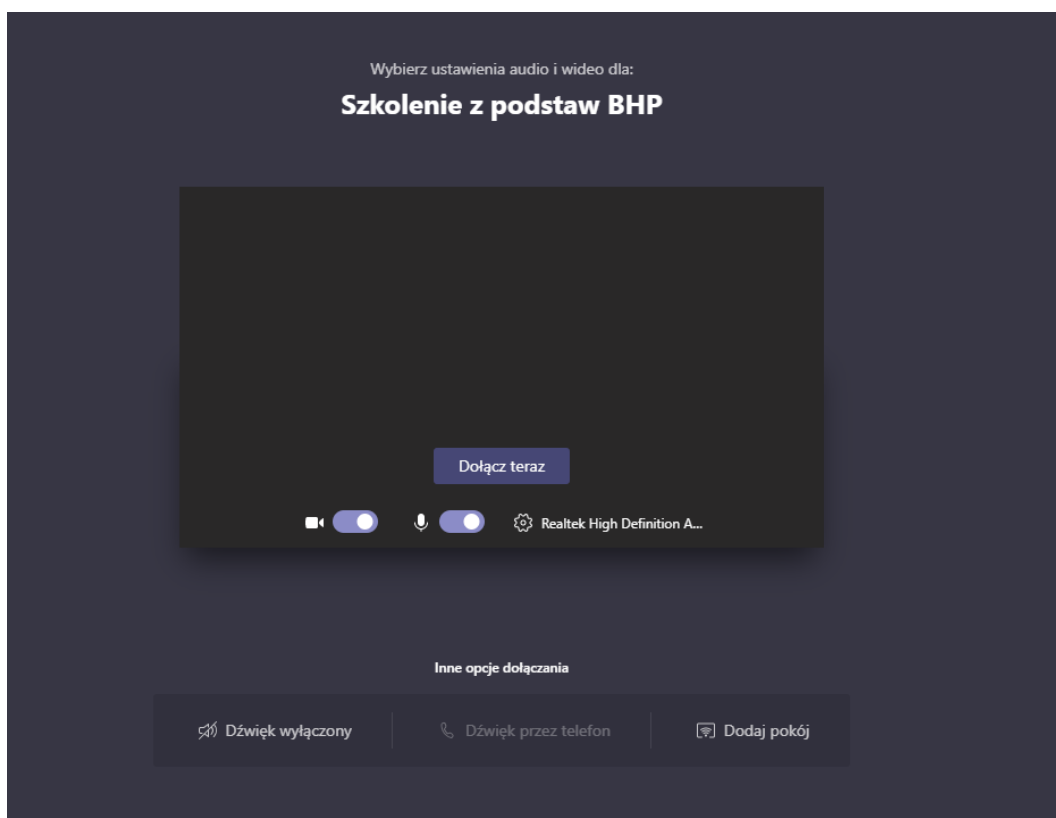 Wybierz ustawienia audio i wideo dla:
Szkolenie z podstaw BHP
Dołącz teraz
Realtek High Definition A...
Inne opcje dołączania
Dźwięk wyłączony
Dźwięk przez telefon
Dodaj pokój